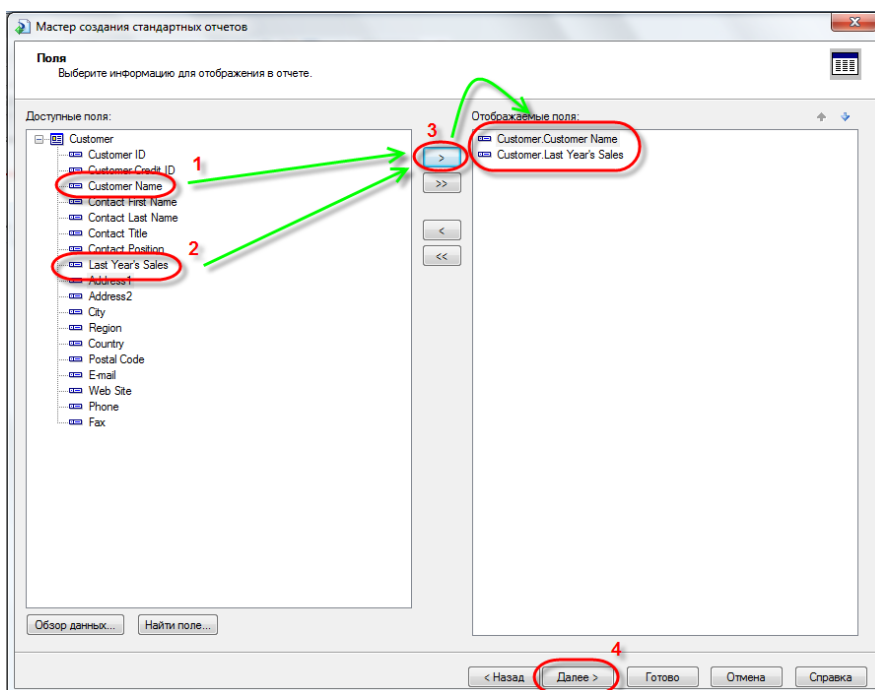 Мастер создания стандартных отчетов
Поля
Выберите информацию для отображения в отчете.
Доступные поля:
Customer
Customer ID
Customer Credit ID
Customer Name
Contact First Name
Contact Last Name
Contact Title
Contact Position
Last Year's Sales
Address1
Address2
City
Region
Country
Postal Code
E-mail
Web Site
Phone
Fax
1
2
3
>
>>
<
<<
Отображаемые поля:
Customer.Customer Name
Customer.Last Year's Sales
Обзор данных...
Найти поле...
4
< Назад
Далее >
Готово
Отмена
Справка